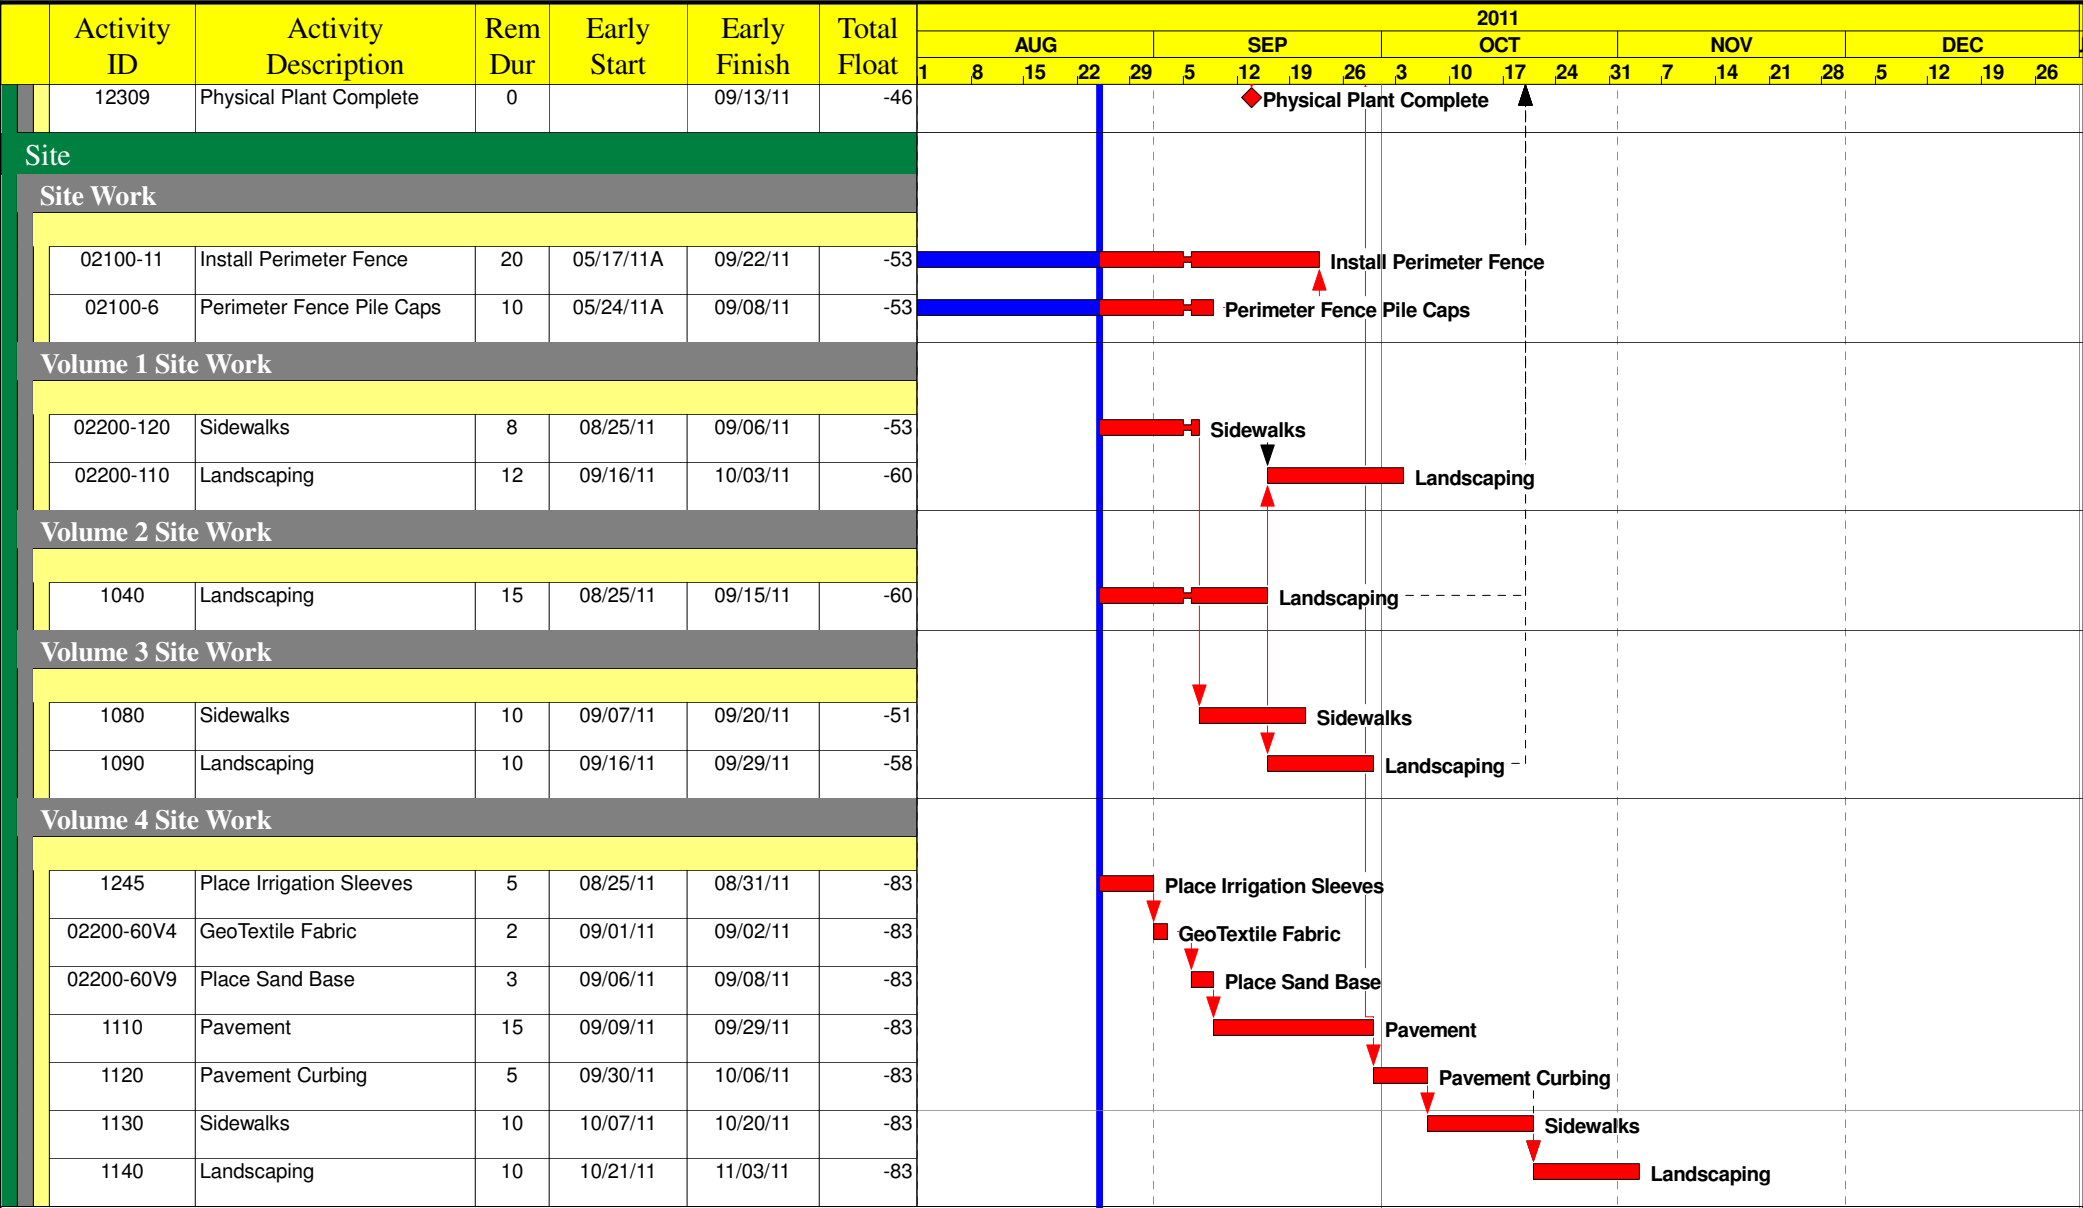 2011
Activity ID Activity Description Rem Dur Early Start Early Finish Total Float
AUG SEP OCT NOV DEC
1 8 15 22 29 5 12 19 26 3 10 17 24 31 7 14 21 28 5 12 19 26
12309 Physical Plant Complete 0 09/13/11 -46 Physical Plant Complete
Site
Site Work
02100-11 Install Perimeter Fence 20 05/17/11A 09/22/11 -53 Install Perimeter Fence
02100-6 Perimeter Fence Pile Caps 10 05/24/11A 09/08/11 -53 Perimeter Fence Pile Caps
Volume 1 Site Work
02200-120 Sidewalks 8 08/25/11 09/06/11 -53 Sidewalks
02200-110 Landscaping 12 09/16/11 10/03/11 -60 Landscaping
Volume 2 Site Work
1040 Landscaping 15 08/25/11 09/15/11 -60 Landscaping
Volume 3 Site Work
1080 Sidewalks 10 09/07/11 09/20/11 -51 Sidewalks
1090 Landscaping 10 09/16/11 09/29/11 -58 Landscaping
Volume 4 Site Work
1245 Place Irrigation Sleeves 5 08/25/11 08/31/11 -83 Place Irrigation Sleeves
02200-60V4 GeoTextile Fabric 2 09/01/11 09/02/11 -83 GeoTextile Fabric
02200-60V9 Place Sand Base 3 09/06/11 09/08/11 -83 Place Sand Base
1110 Pavement 15 09/09/11 09/29/11 -83 Pavement
1120 Pavement Curbing 5 09/30/11 10/06/11 -83 Pavement Curbing
1130 Sidewalks 10 10/07/11 10/20/11 -83 Sidewalks
1140 Landscaping 10 10/21/11 11/03/11 -83 Landscaping